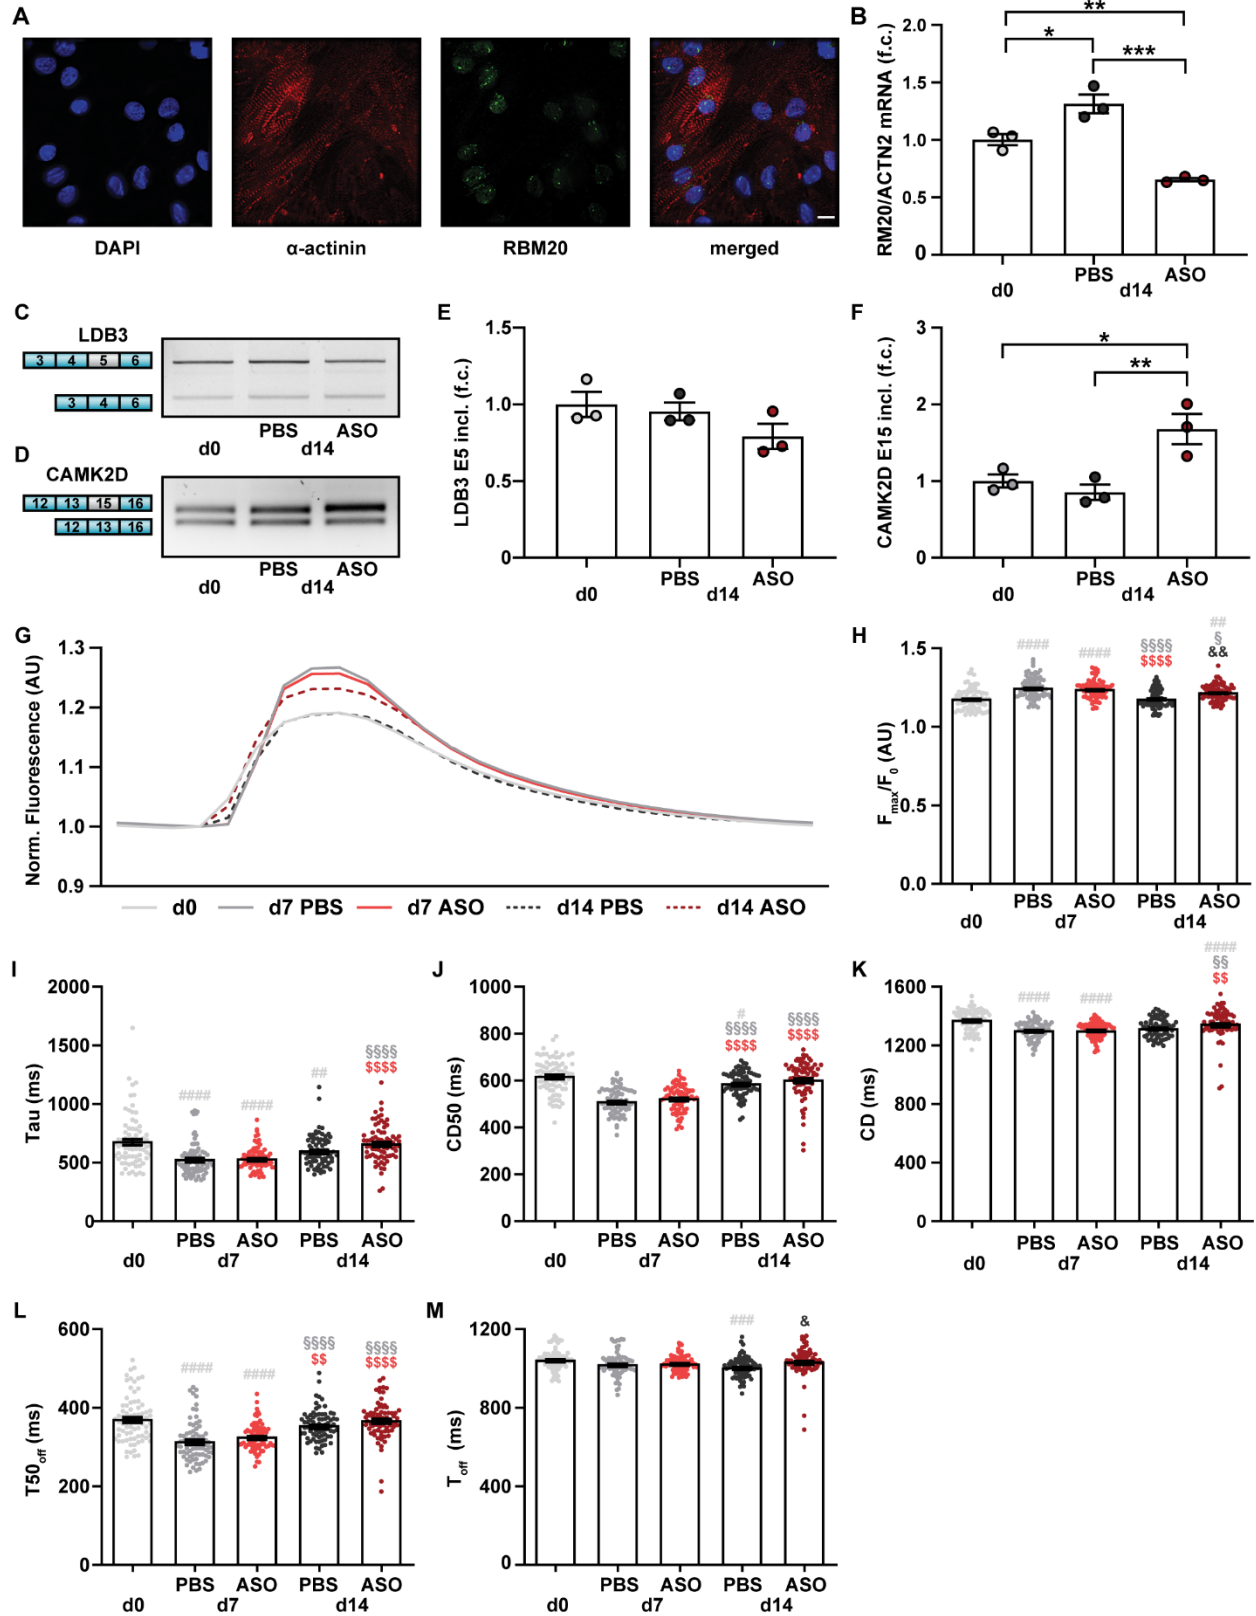 A
DAPI
α-actinin
RBM20
merged
B
RM20/ACTN2 mRNA (f.c.)
2.0
1.5
1.0
0.5
0
**
*
***
PBS
ASO
d0
d14
C
LDB3
3 4 5 6
3 4 6
PBS
ASO
d0
d14
D
CAMK2D
12 13 15 16
12 13 16
PBS
ASO
d0
d14
E
LDB3 E5 incl. (f.c.)
1.5
1.0
0.5
0
PBS
ASO
d0
d14
F
CAMK2D E15 incl. (f.c.)
3
2
1
0
*
**
PBS
ASO
d0
d14
G
Norm. Fluorescence (AU)
1.3
1.2
1.1
1.0
0.9
d0
d7 PBS
d7 ASO
d14 PBS
d14 ASO
H
Fmax/F0 (AU)
1.5
1.0
0.5
0.0
####
####
§§§§
$$$$
##
§
&&
PBS ASO PBS ASO
d0 d7 d14
I
Tau (ms)
2000
1500
1000
500
0
####
####
##
§§§§
$$$$
PBS ASO PBS ASO
d0 d7 d14
J
CD50 (ms)
1000
800
600
400
200
0
#
§§§§
$$$$
§§§§
$$$$
PBS ASO PBS ASO
d0 d7 d14
K
CD (ms)
1600
1200
800
400
0
####
####
####
§§
$$
PBS ASO PBS ASO
d0 d7 d14
L
T50off (ms)
600
400
200
0
####
####
§§§§
$$
§§§§
$$$$
PBS ASO PBS ASO
d0 d7 d14
M
Toff (ms)
1200
800
400
0
###
&
PBS ASO PBS ASO
d0 d7 d14